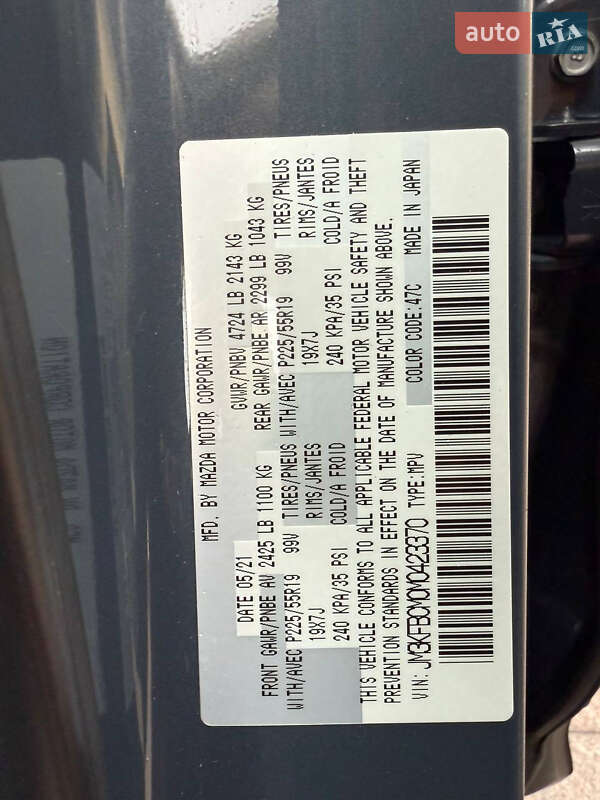 auto RIA .com
MFD. BY MAZDA MOTOR CORPORATION
DATE 05/21 GVWR/PNBV 4724 LB 2143 KG
FRONT GAWR/PNBE AV 2425 LB 1100 KG REAR GAWR/PNBE AR 2299 LB 1043 KG
WITH/AVEC P225/55R19 99V TIRES/PNEUS WITH/AVEC P225/55R19 99V TIRES/PNEUS
19X7J RIMS/JANTES 19X7J RIMS/JANTES
240 KPA/35 PSI COLD/A FROID 240 KPA/35 PSI COLD/A FROID
THIS VEHICLE CONFORMS TO ALL APPLICABLE FEDERAL MOTOR VEHICLE SAFETY AND THEFT
PREVENTION STANDARDS IN EFFECT ON THE DATE OF MANUFACTURE SHOWN ABOVE.
VIN: JM3KFBCM0M0423370 TYPE:MPV COLOR CODE:47C MADE IN JAPAN